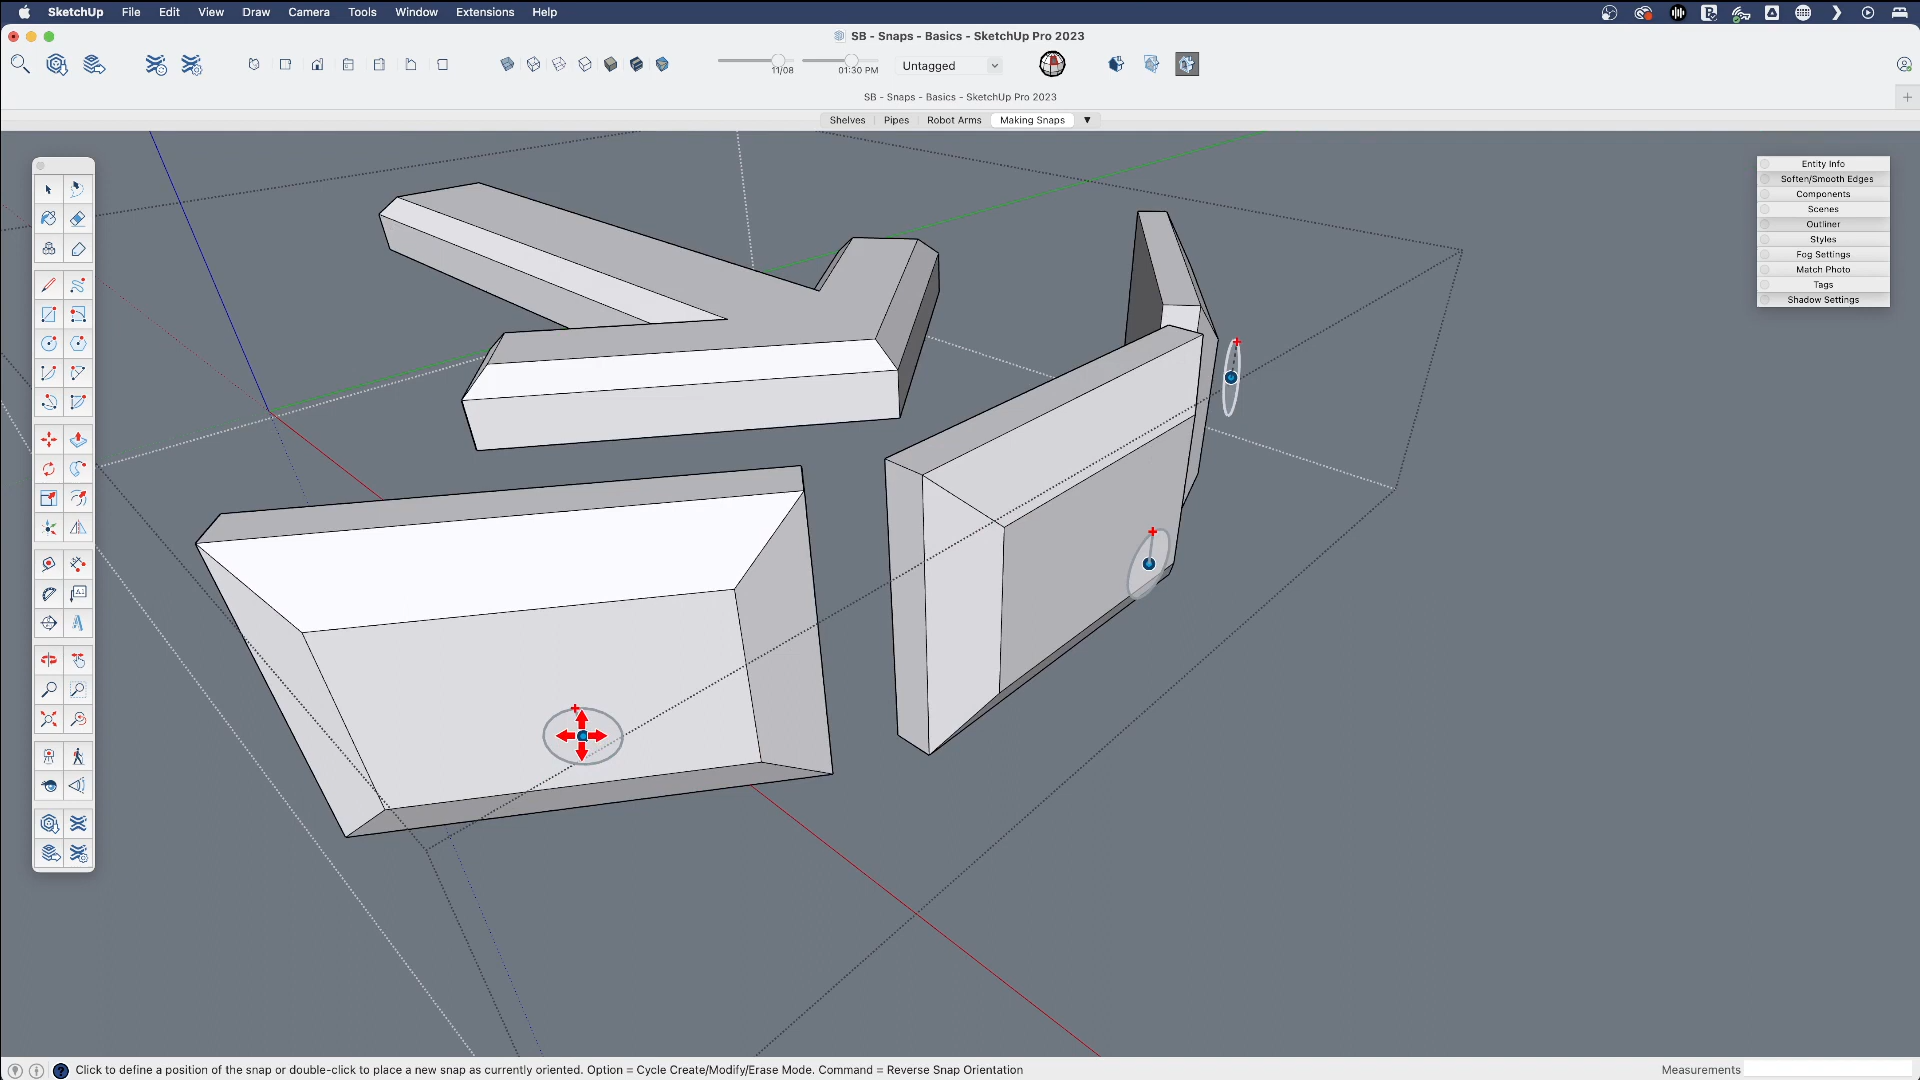 SketchUp File Edit View Draw Camera Tools Window Extensions Help
SB - Snaps - Basics - SketchUp Pro 2023
11/08 01:30 PM Untagged
SB - Snaps - Basics - SketchUp Pro 2023
Shelves Pipes Robot Arms Making Snaps
Entity Info
Soften/Smooth Edges
Components
Scenes
Outliner
Styles
Fog Settings
Match Photo
Tags
Shadow Settings
Click to define a position of the snap or double-click to place a new snap as currently oriented. Option = Cycle Create/Modify/Erase Mode. Command = Reverse Snap Orientation
Measurements